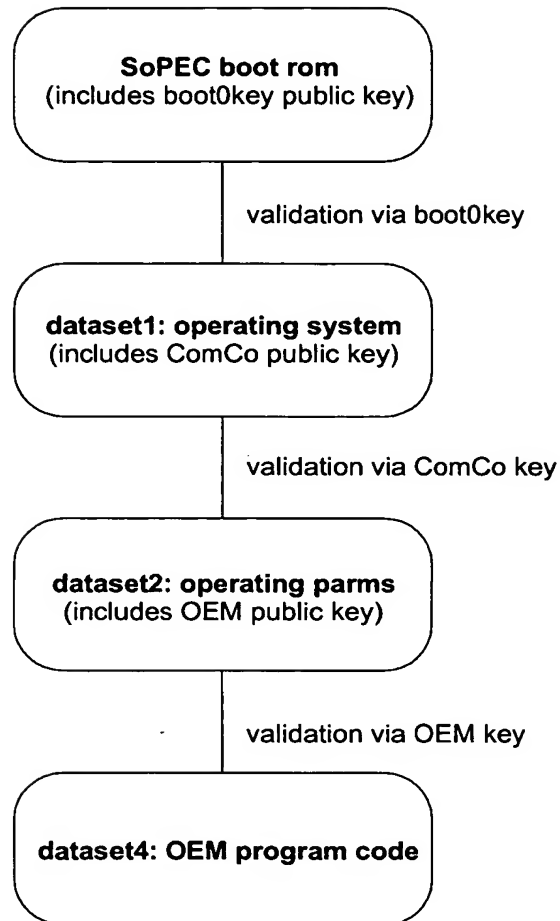 SoPEC boot rom
(includes boot0key public key)
validation via boot0key
dataset1: operating system
(includes ComCo public key)
validation via ComCo key
dataset2: operating parms
(includes OEM public key)
validation via OEM key
dataset4: OEM program code